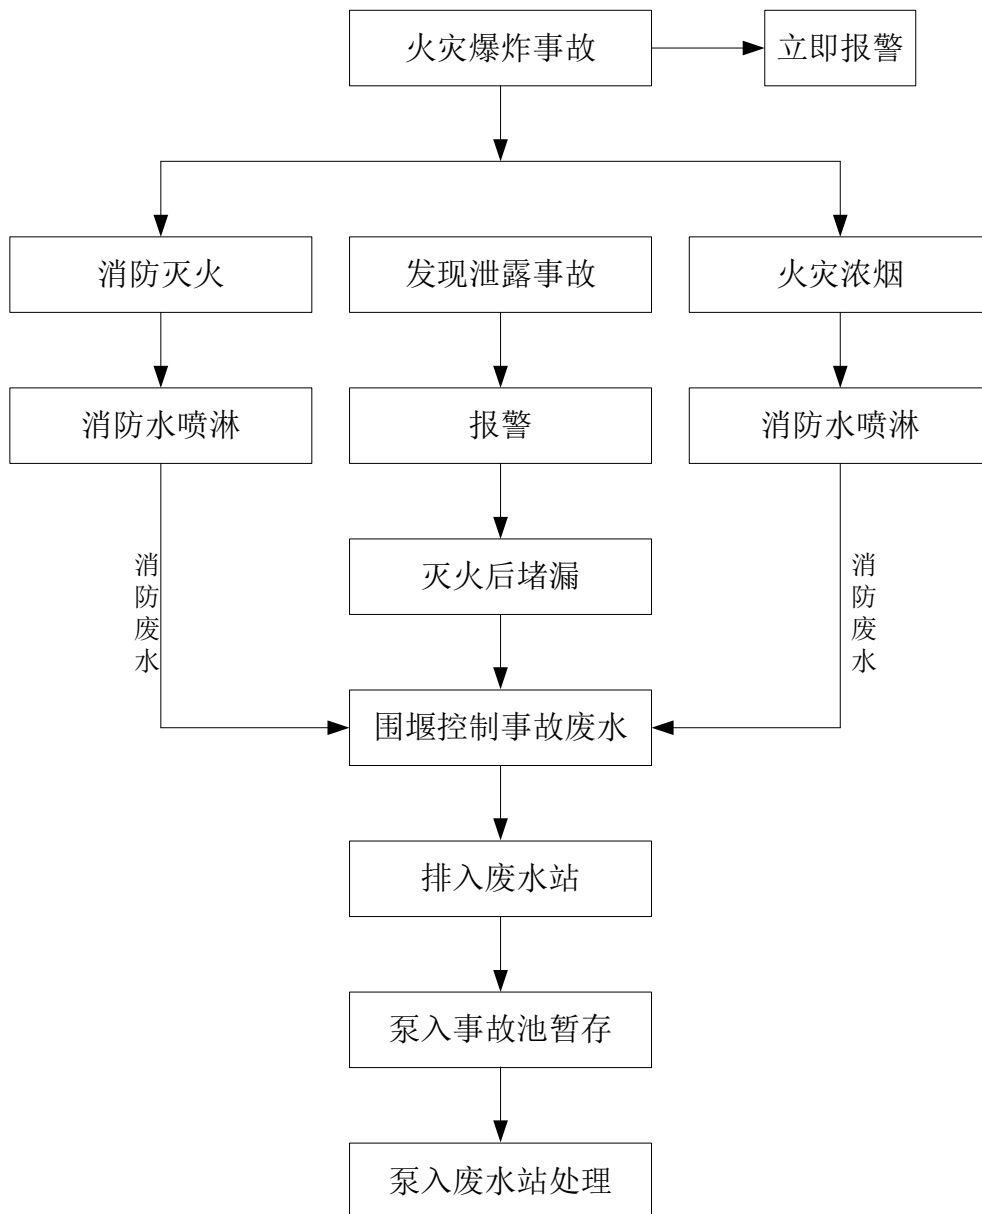 火灾爆炸事故
立即报警
消防灭火
发现泄露事故
火灾浓烟
消防水喷淋
报警
消防水喷淋
消防废水
灭火后堵漏
消防废水
围堰控制事故废水
排入废水站
泵入事故池暂存
泵入废水站处理